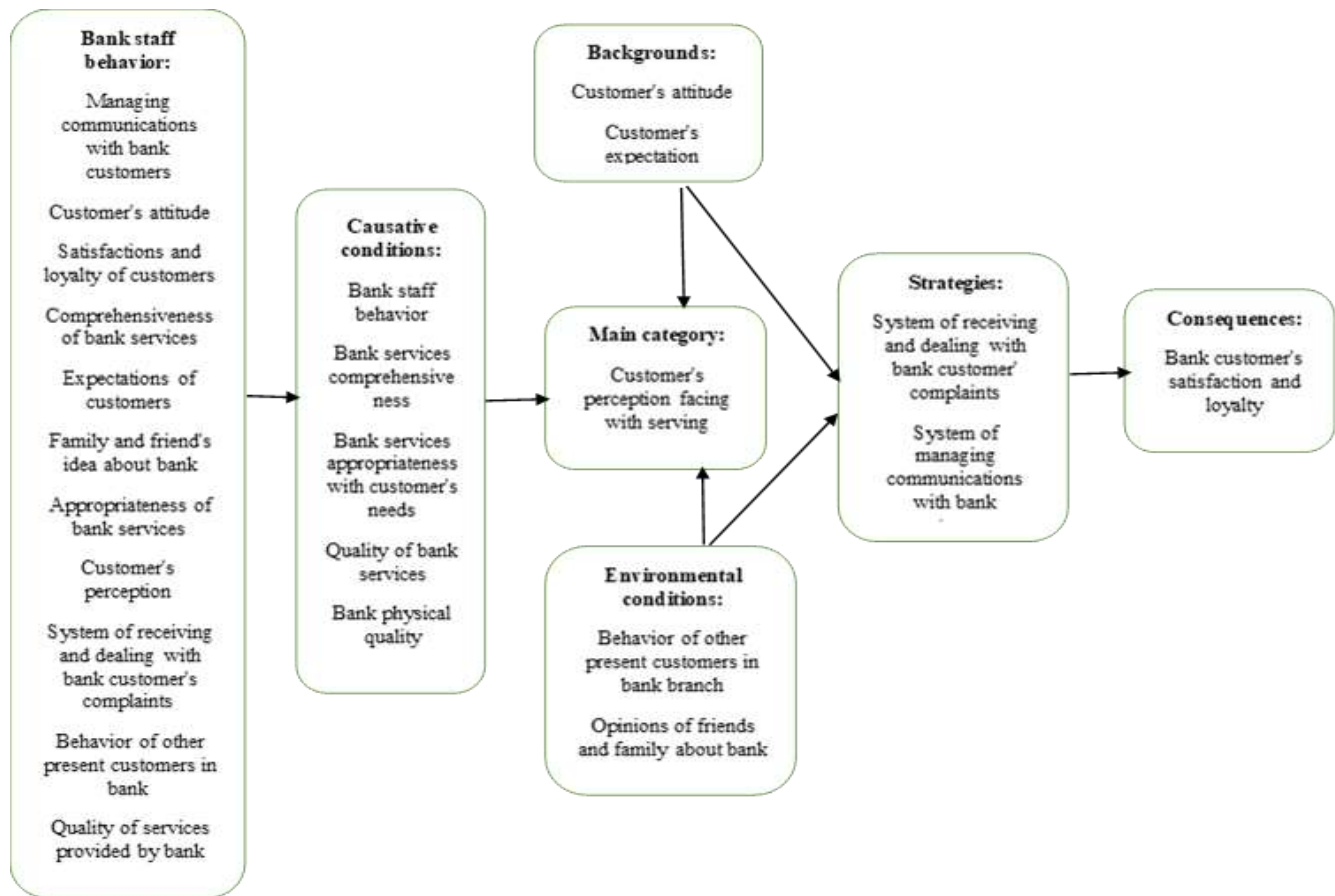 Bank staff
behavior:
Managing
communications
with bank
customers
Customer's attitude
Satisfactions and
loyalty of customers
Comprehensiveness
of bank services
Expectations of
customers
Family and friend's
idea about bank
Appropriateness of
bank services
Customer's
perception
System of receiving
and dealing with
bank customer's
complaints
Behavior of other
present customers in
bank
Quality of services
provided by bank
Causative
conditions:
Bank staff
behavior
Bank services
comprehensive
ness
Bank services
appropriateness
with customer's
needs
Quality of bank
services
Bank physical
quality
Backgrounds:
Customer's attitude
Customer's
expectation
Main category:
Customer's
perception facing
with serving
Environmental
conditions:
Behavior of other
present customers in
bank branch
Opinions of friends
and family about bank
Strategies:
System of receiving
and dealing with
bank customer'
complaints
System of
managing
communications
with bank
Consequences:
Bank customer's
satisfaction and
loyalty